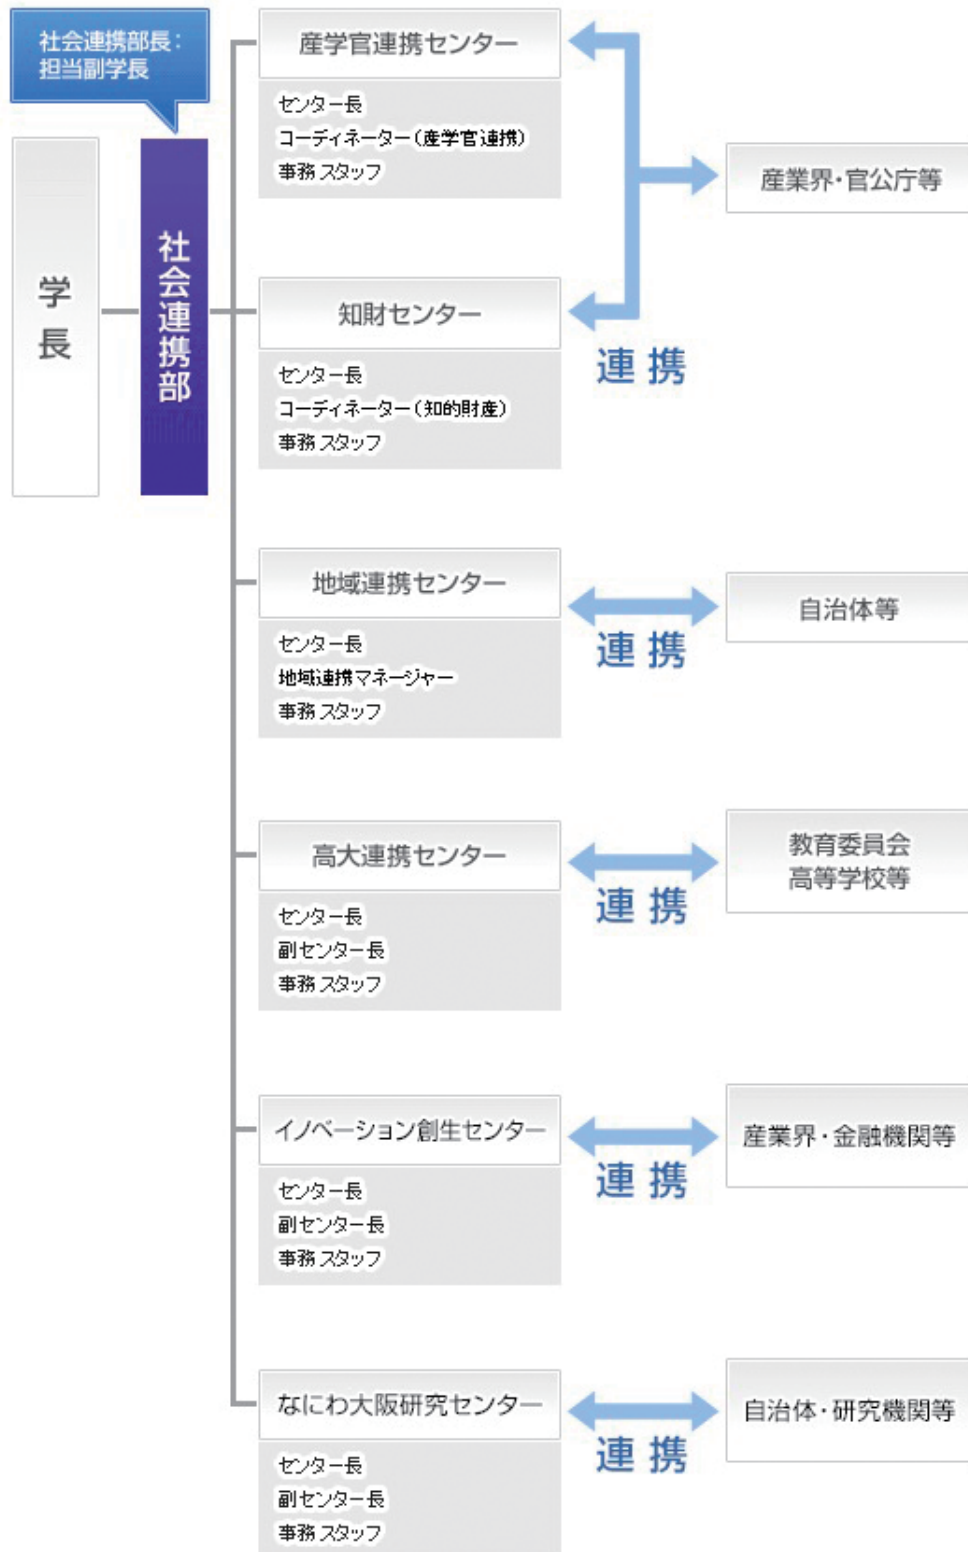 社会連携部長：
担当副学長
学長
社会連携部
産学官連携センター
センター長
コーディネーター（産学官連携）
事務スタッフ
産業界・官公庁等
知財センター
連携
センター長
コーディネーター（知的財産）
事務スタッフ
地域連携センター
自治体等
連携
センター長
地域連携マネージャー
事務スタッフ
高大連携センター
教育委員会
高等学校等
連携
センター長
副センター長
事務スタッフ
イノベーション創生センター
産業界・金融機関等
連携
センター長
副センター長
事務スタッフ
なにわ大阪研究センター
自治体・研究機関等
連携
センター長
副センター長
事務スタッフ